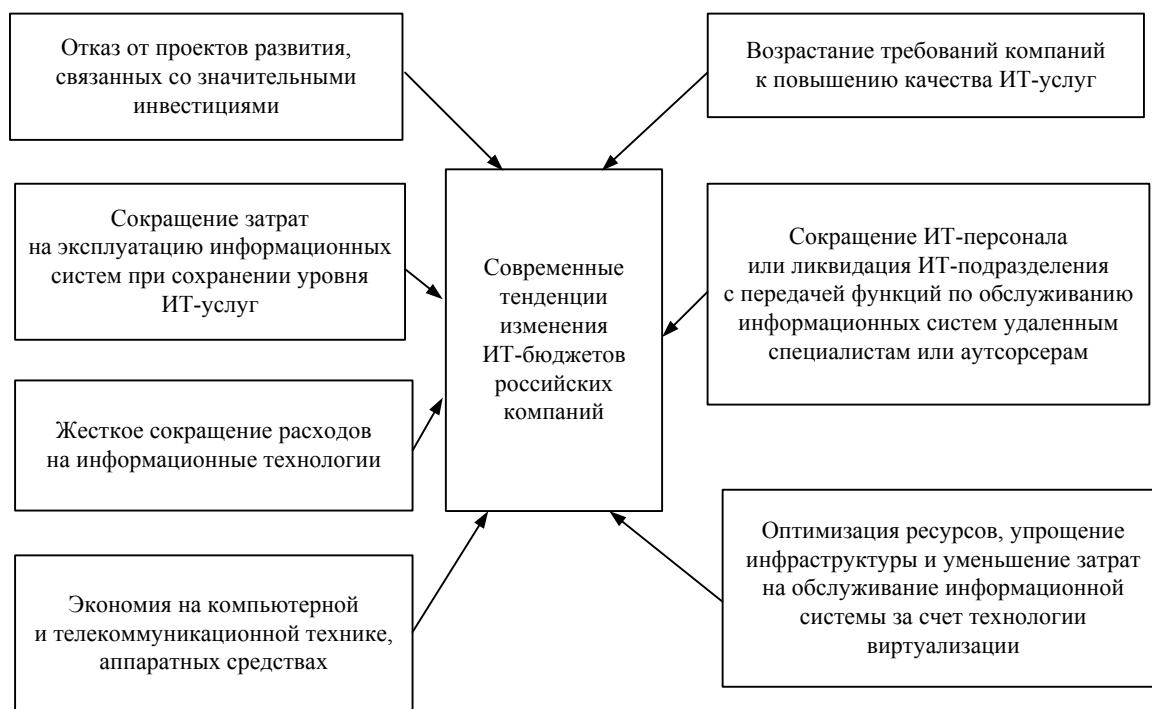 Отказ от проектов развития,
связанных со значительными
инвестициями
Возрастание требований компаний
к повышению качества ИТ-услуг
Сокращение затрат
на эксплуатацию информационных
систем при сохранении уровня
ИТ-услуг
Современные
тенденции
изменения
ИТ-бюджетов
российских
компаний
Сокращение ИТ-персонала
или ликвидация ИТ-подразделения
с передачей функций по обслуживанию
информационных систем удаленным
специалистам или аутсорсерам
Жесткое сокращение расходов
на информационные технологии
Оптимизация ресурсов, упрощение
инфраструктуры и уменьшение затрат
на обслуживание информационной
системы за счет технологии
виртуализации
Экономия на компьютерной
и телекоммуникационной технике,
аппаратных средствах